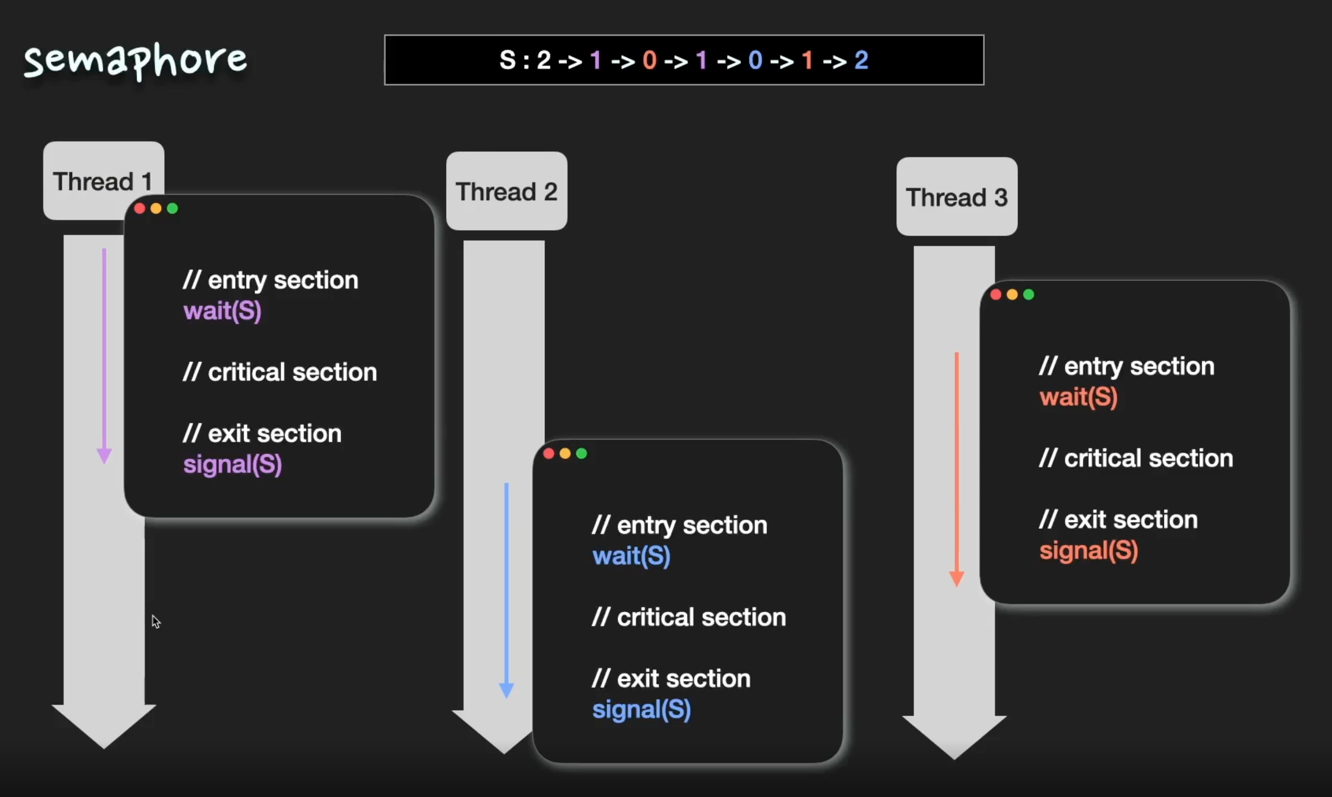 semaphore
S : 2 -> 1 -> 0 -> 1 -> 0 -> 1 -> 2
Thread 1
// entry section
wait(S)
// critical section
// exit section
signal(S)
Thread 2
// entry section
wait(S)
// critical section
// exit section
signal(S)
Thread 3
// entry section
wait(S)
// critical section
// exit section
signal(S)